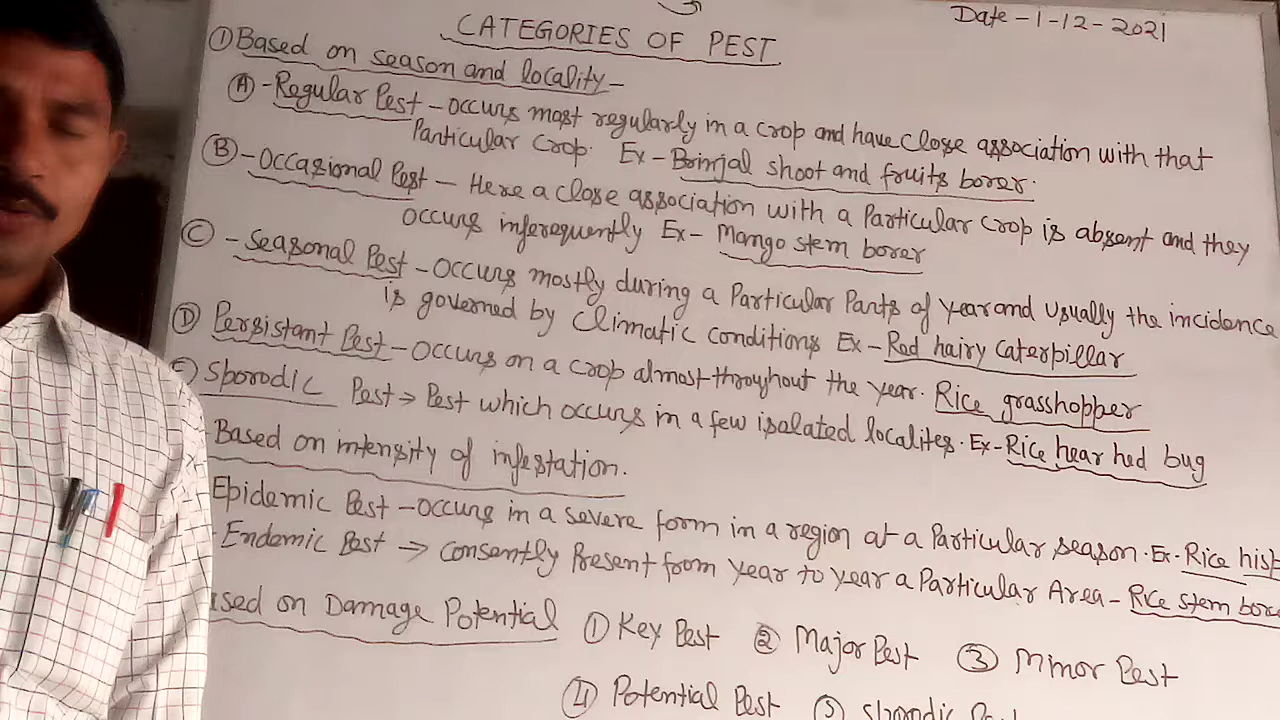 CATEGORIES OF PEST
Date-1-12-2021
① Based on season and locality-
Ⓐ-Regular Pest-occurs most regularly in a crop and have close association with that
Particular Crop. Ex-Brinjal shoot and fruits borer.
Ⓑ-Occasional Pest- Here a close association with a Particular crop is absent and they
occurs inferequently Ex- Mango stem borer
Ⓒ-Seasonal Pest-Occurs mostly during a Particular Parts of year and usually the incidence
is governed by climatic conditions Ex-Red hairy caterpillar
Ⓓ Persistant Pest-occurs on a crop almost throughout the year. Rice grasshopper
Sporodic Pest→Pest which occurs in a few isolated localites. Ex-Rice hear hed bug
Based on intensity of infestation.
Epidemic Pest-occurs in a severe form in a region at a Particular season. Ex-Rice hisp
Endemic Pest→Consently Present from year to year a Particular Area-Rice stem bore
ased on Damage Potential ① Key Pest ② Major Pest ③ Minor Pest
④ Potential Pest ⑤ sporodic